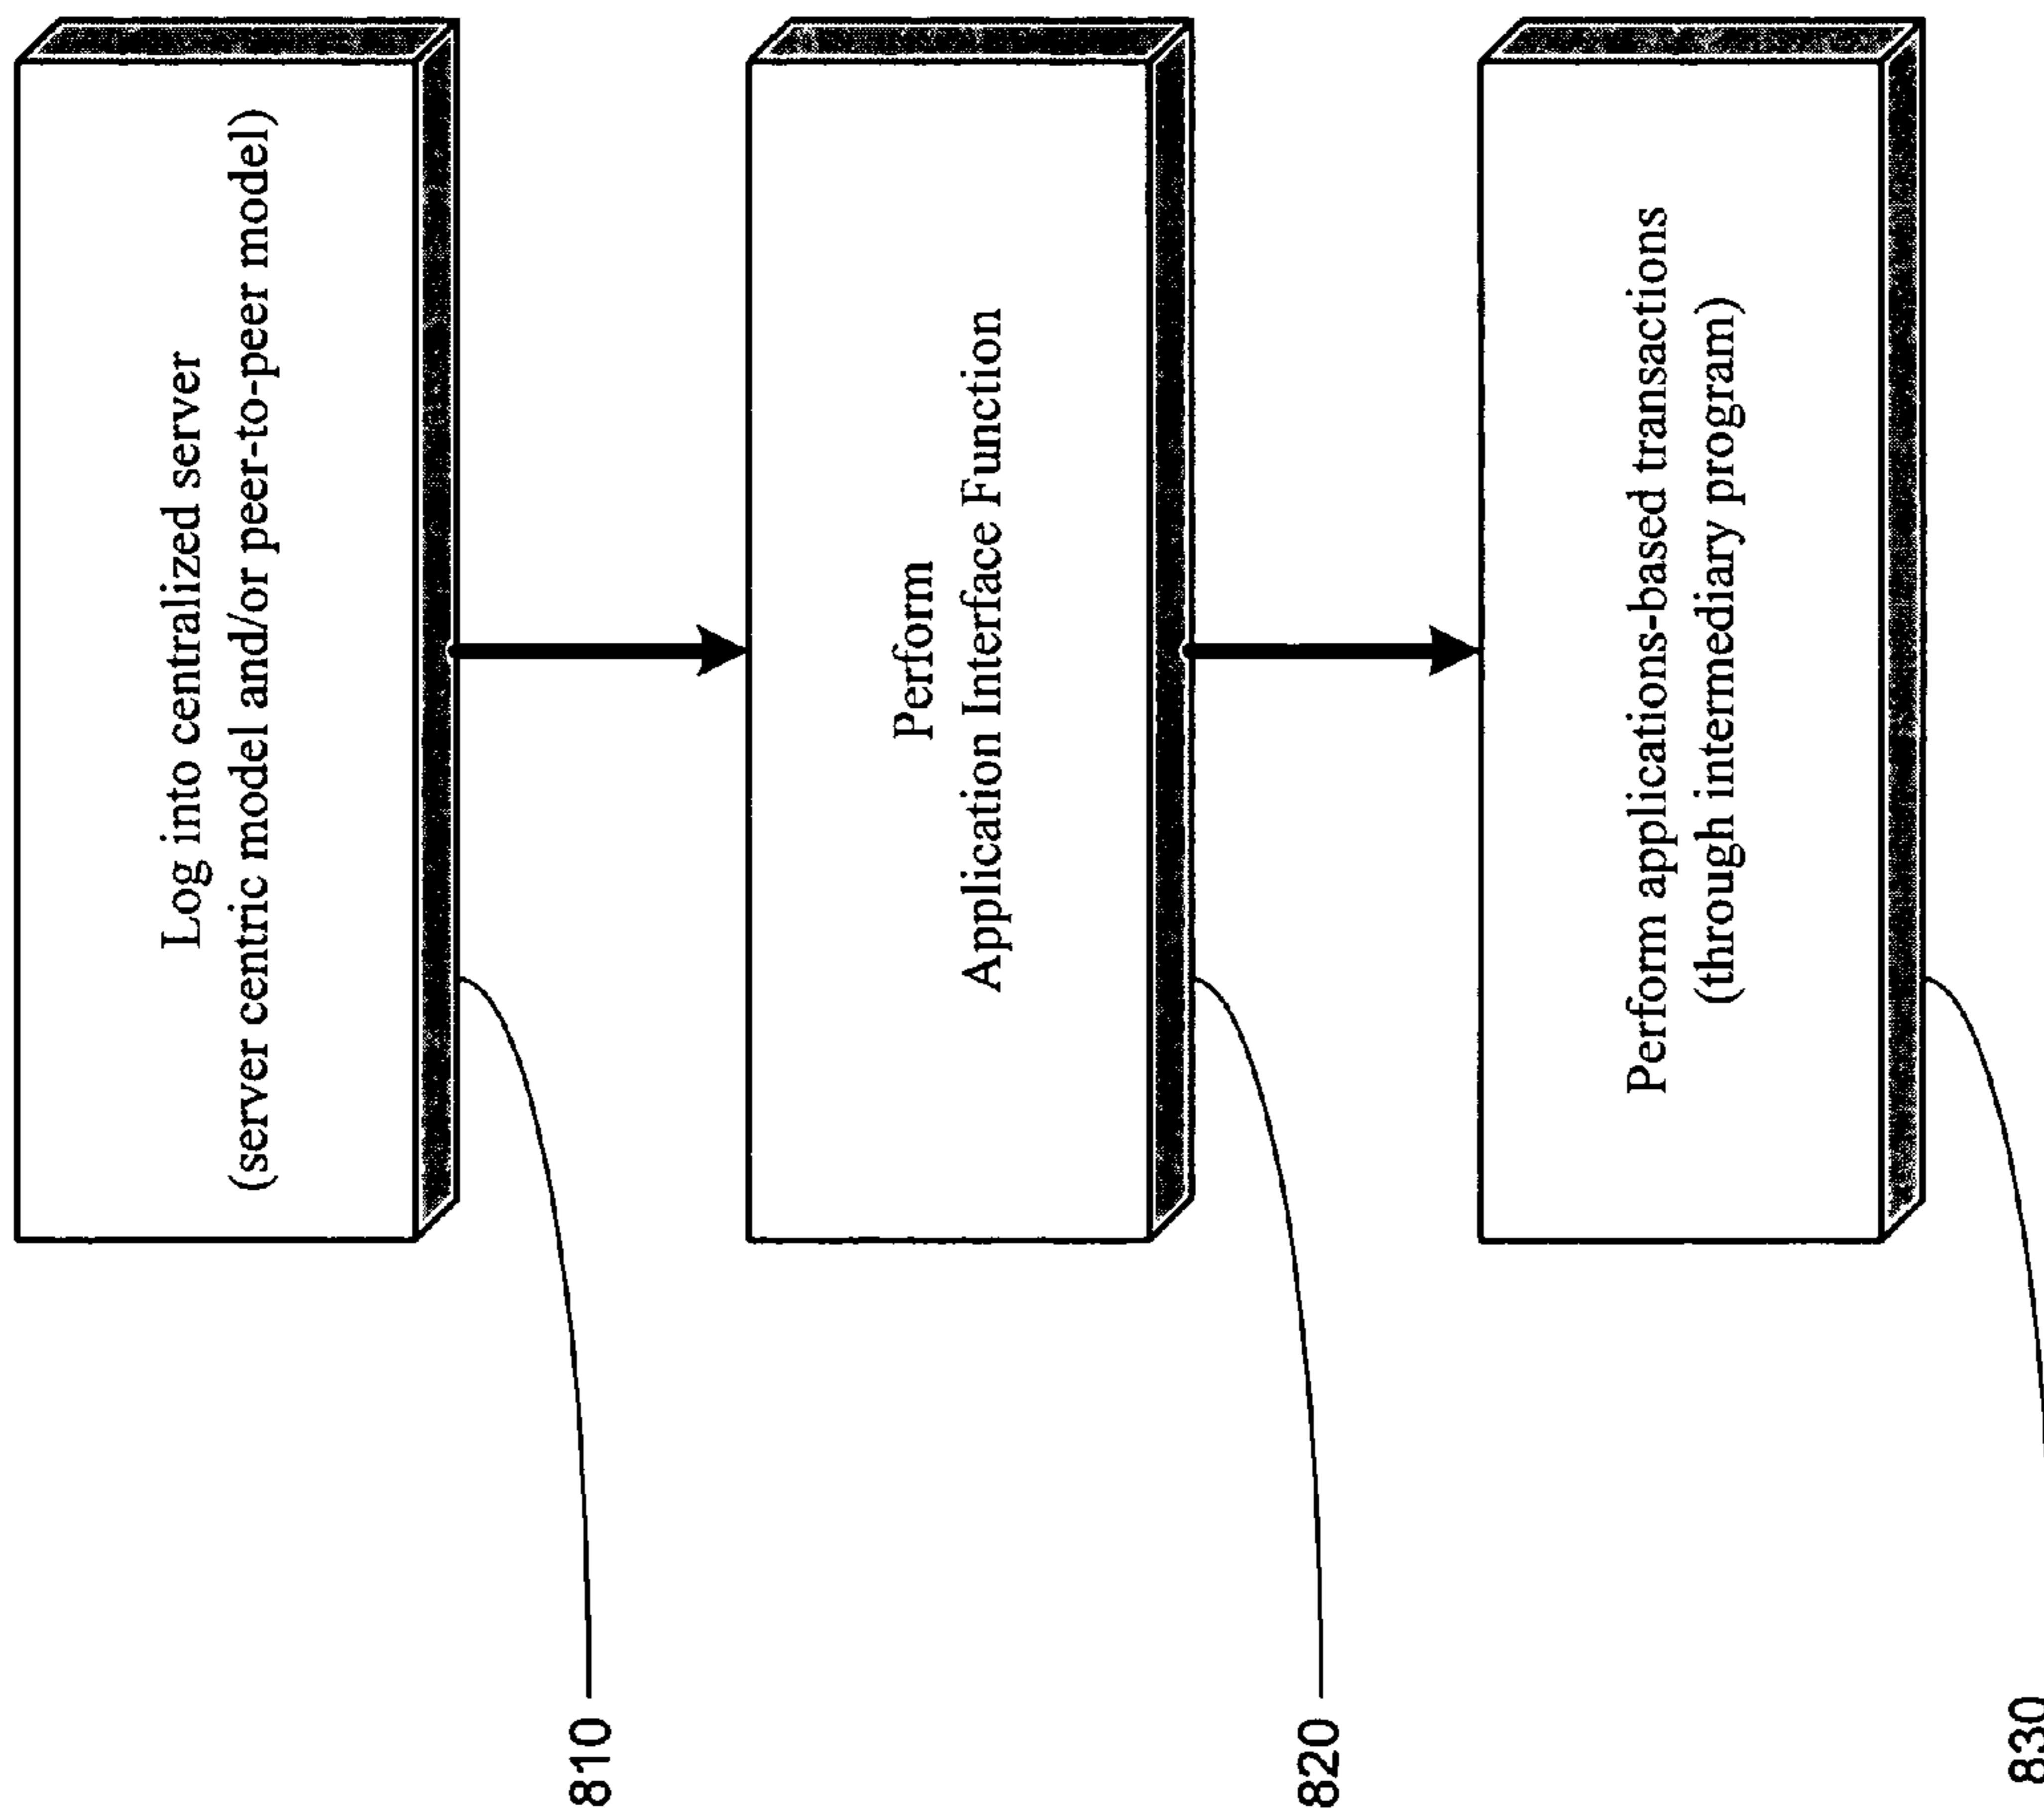 Log into centralized server
(server centric model and/or peer-to-peer model)
810
Perform
Application Interface Function
820
Perform applications-based transactions
(through intermediary program)
830